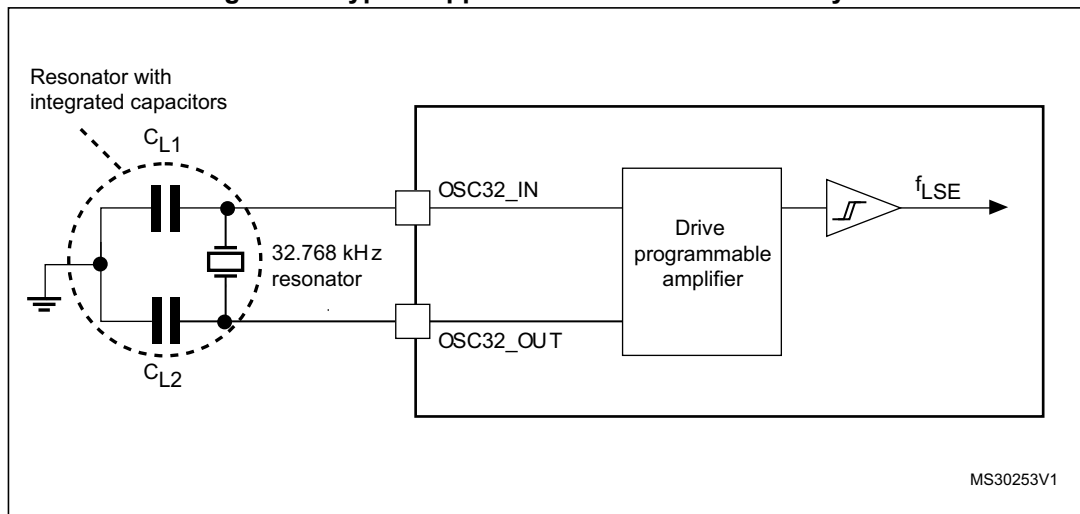 Resonator with
integrated capacitors
CL1
OSC32_IN
fLSE
32.768 kHz
resonator
Drive
programmable
amplifier
OSC32_OUT
CL2
MS30253V1